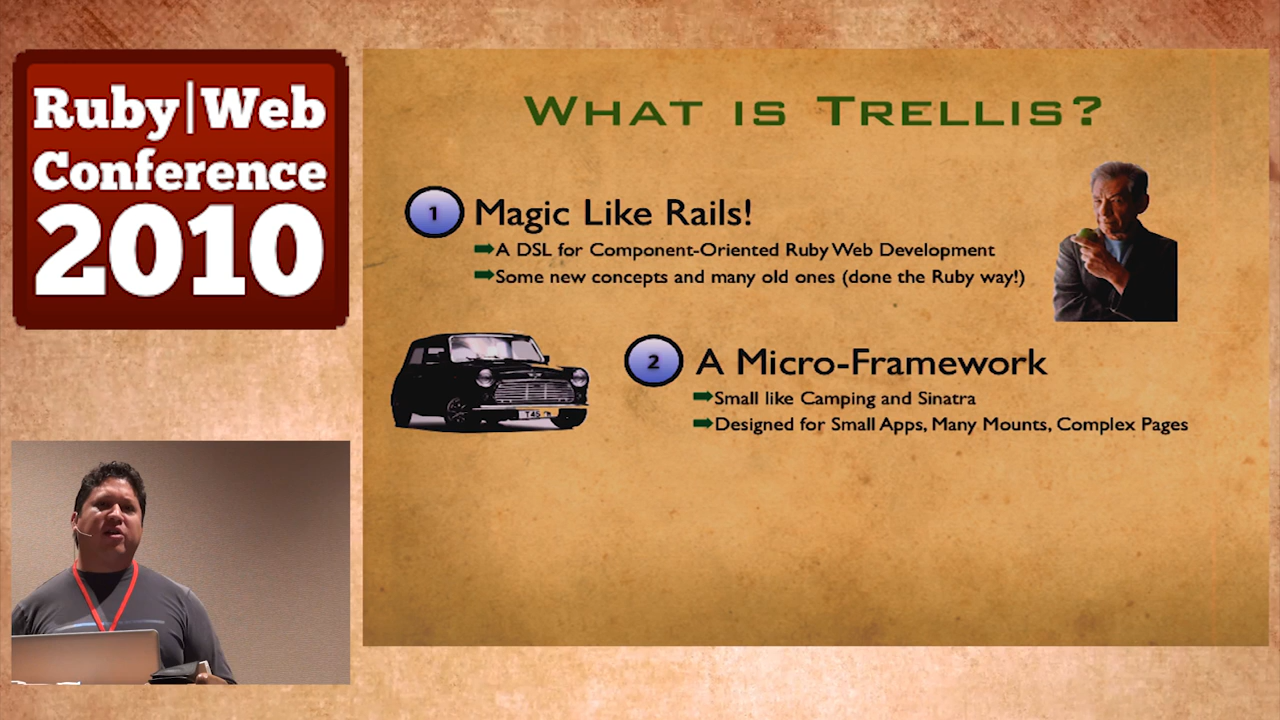 Ruby|Web
Conference
2010
What is Trellis?
1 Magic Like Rails!
A DSL for Component-Oriented Ruby Web Development
Some new concepts and many old ones (done the Ruby way!)
2 A Micro-Framework
Small like Camping and Sinatra
Designed for Small Apps, Many Mounts, Complex Pages